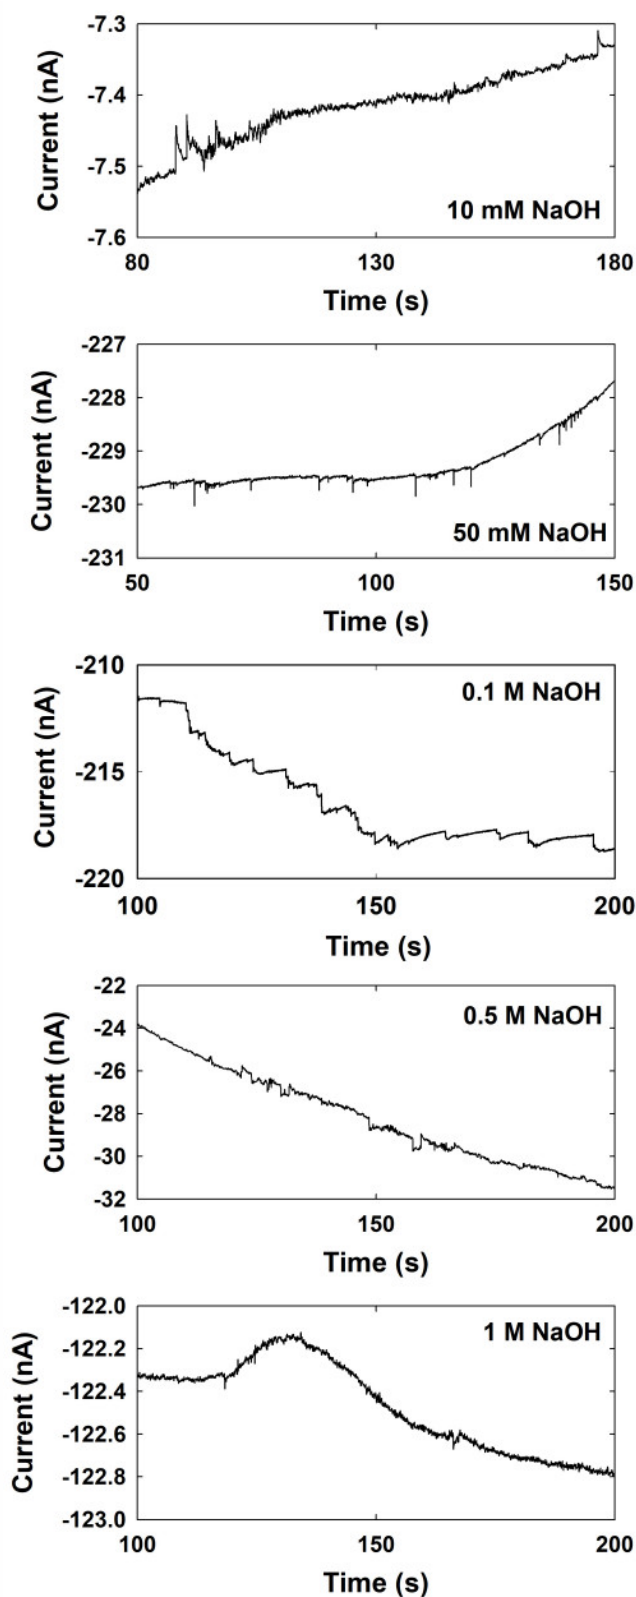 -7.3
-7.4
-7.5
-7.6
Current (nA)
10 mM NaOH
80 130 180
Time (s)
-227
-228
-229
-230
-231
Current (nA)
50 mM NaOH
50 100 150
Time (s)
-210
-215
-220
Current (nA)
0.1 M NaOH
100 150 200
Time (s)
-22
-24
-26
-28
-30
-32
Current (nA)
0.5 M NaOH
100 150 200
Time (s)
-122.0
-122.2
-122.4
-122.6
-122.8
-123.0
Current (nA)
1 M NaOH
100 150 200
Time (s)